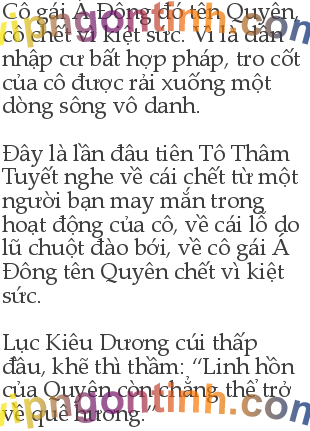 Cô gái Á Đông đó tên Quyên,
cô chết vì kiệt sức. Vì là dân
nhập cư bất hợp pháp, tro cốt
của cô được rải xuống một
dòng sông vô danh.
Đây là lần đầu tiên Tô Thâm
Tuyết nghe về cái chết từ một
người bạn may mắn trong
hoạt động của cô, về cái lỗ do
lũ chuột đào bới, về cô gái Á
Đông tên Quyên chết vì kiệt
sức.
Lục Kiêu Dương cúi thấp
đầu, khẽ thì thầm: “Linh hồn
của Quyên còn chẳng thể trở
về quê hương.”
vipngontinh.com
vipngontinh.com